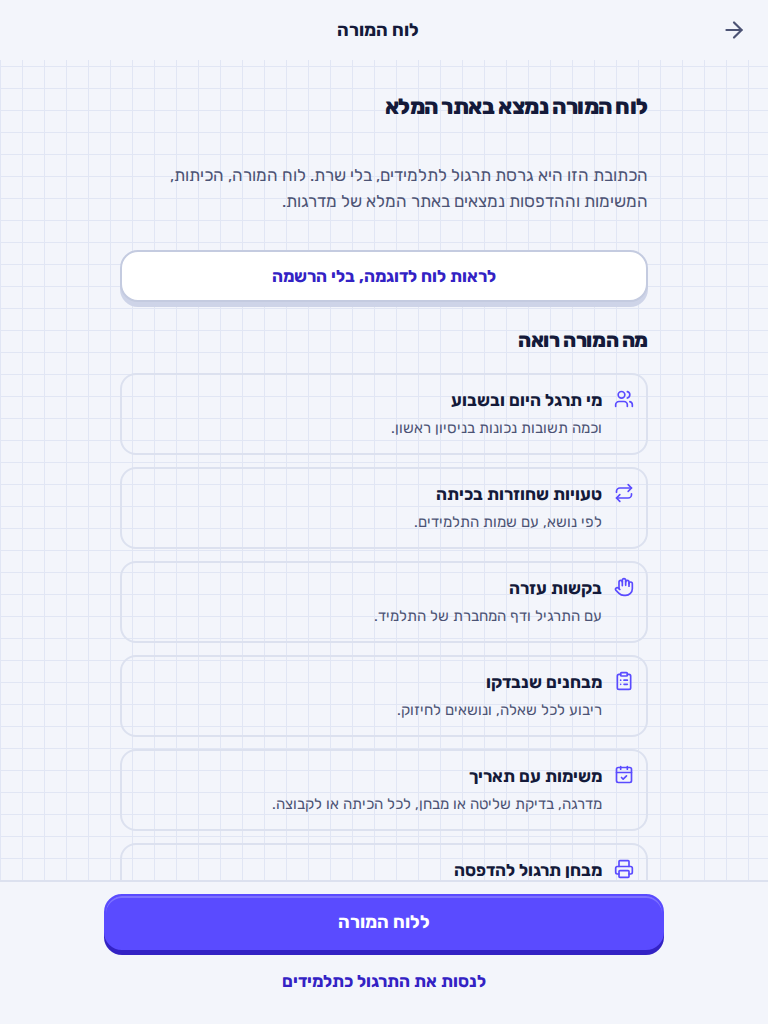 לוח המורה
לוח המורה נמצא באתר המלא
הכתובת הזו היא גרסת תרגול לתלמידים, בלי שרת. לוח המורה, הכיתות,
המשימות וההדפסות נמצאים באתר המלא של מדרגות.
לראות לוח לדוגמה, בלי הרשמה
מה המורה רואה
מי תרגל היום ובשבוע
וכמה תשובות נכונות בניסיון ראשון.
טעויות שחוזרות בכיתה
לפי נושא, עם שמות התלמידים.
בקשות עזרה
עם התרגיל ודף המחברת של התלמיד.
מבחנים שנבדקו
ריבוע לכל שאלה, ונושאים לחיזוק.
משימות עם תאריך
מדרגה, בדיקת שליטה או מבחן, לכל הכיתה או לקבוצה.
מבחן תרגול להדפסה
ללוח המורה
לנסות את התרגול כתלמידים